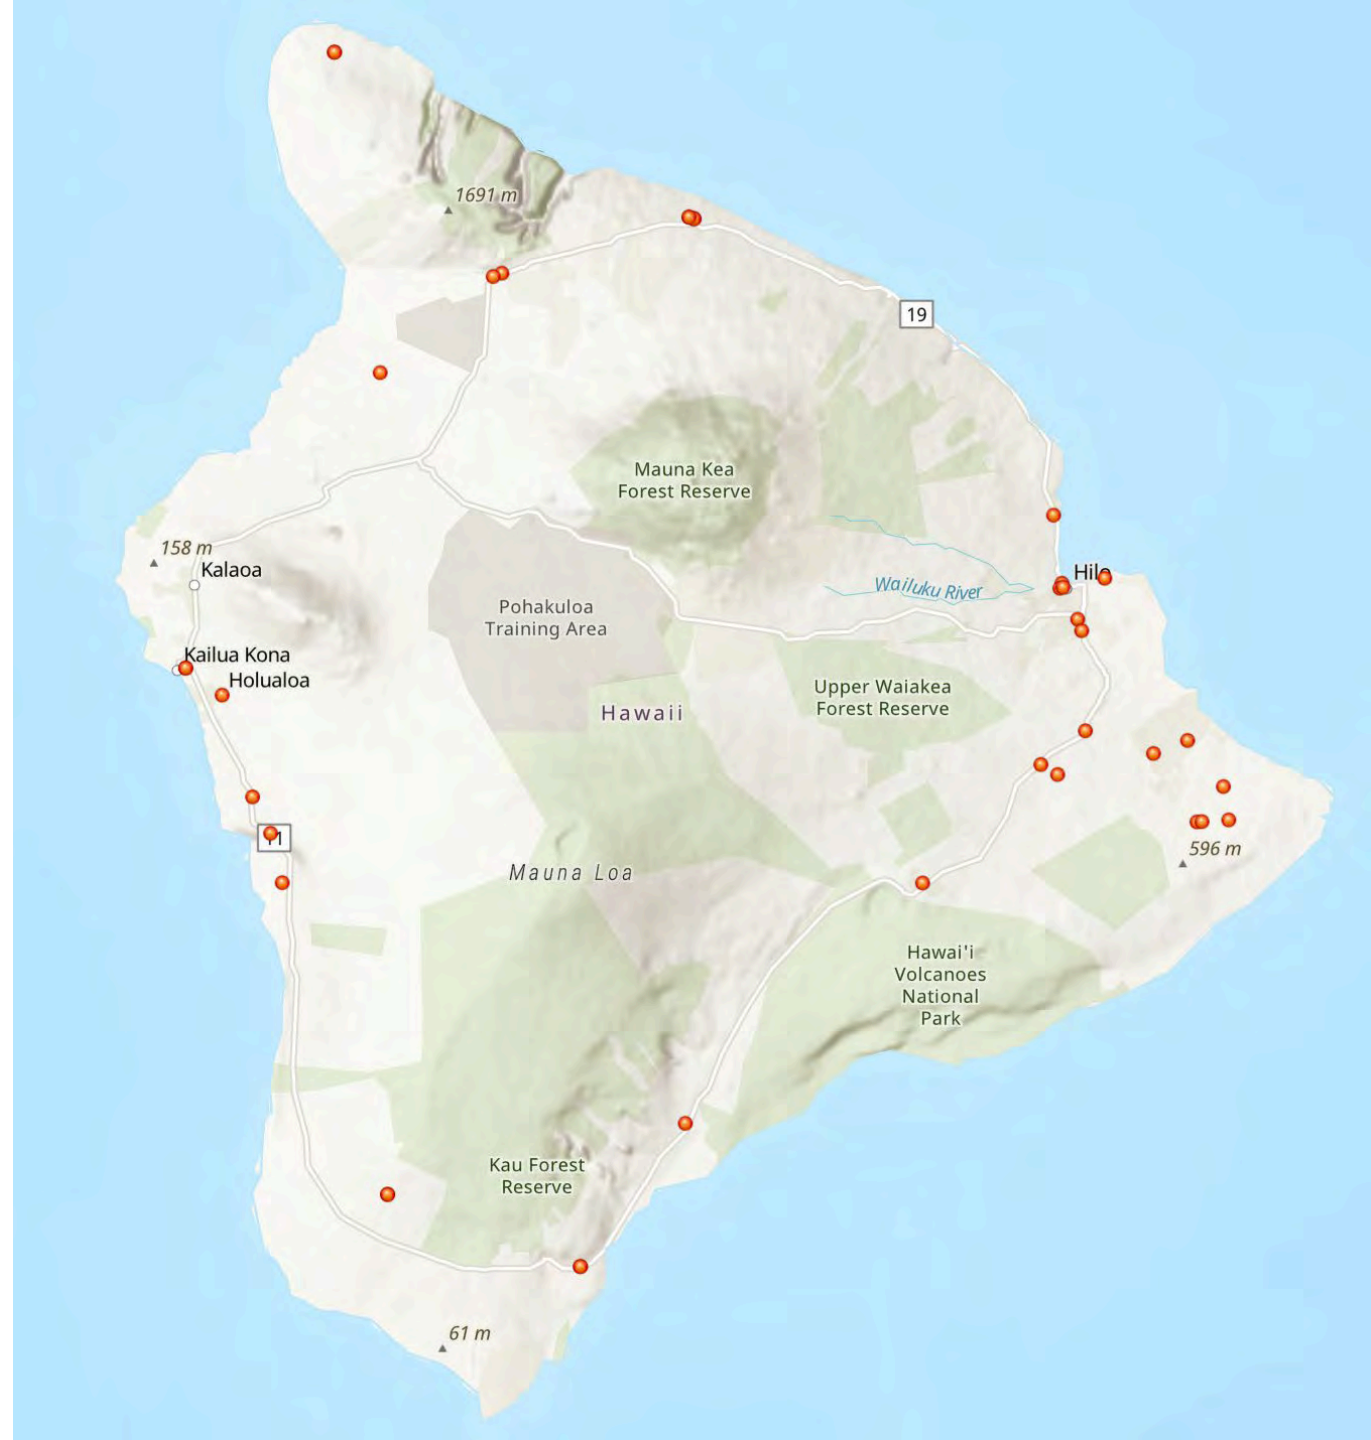 1691 m
19
Mauna Kea
Forest Reserve
158 m
Kalaoa
Hilo
Wailuku River
Pohakuloa
Training Area
Kailua Kona
Holualoa
Upper Waiakea
Forest Reserve
Hawaii
11
596 m
Mauna Loa
Hawai'i
Volcanoes
National
Park
Kau Forest
Reserve
61 m